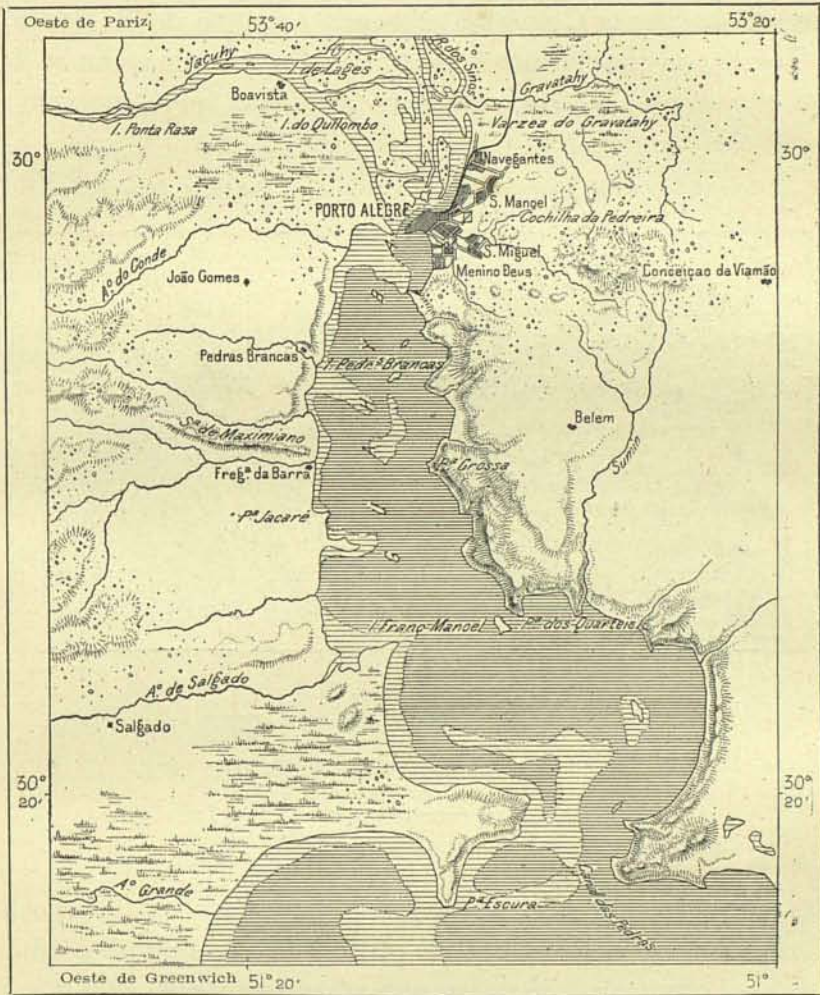 Oeste de Pariz
53° 40'
53° 20'
Jacuhy
I. de Lages
R. dos Sinos
Gravatahy
Boavista
I. Ponta Rasa
I. do Quilombo
Varzea do Gravatahy
30°
30°
Navegantes
PORTO ALEGRE
S. Manoel
Cochilha da Pedreira
Aº. do Conde
S. Miguel
João Gomes
Menino Deus
Conceiçao da Viamão
Pedras Brancas
I. Pedrs. Brancas
Belem
Sª de Maximiano
Pª Grossa
Sumin
Fregª. da Barra
Pª Jacaré
G U A H Y B A
I. Franco Manoel
Pª. dos Quarteis
Aº. de Salgado
Salgado
30° 20'
30° 20'
Aº Grande
Pª Escura
Canal das Pedras
Oeste de Greenwich
51° 20'
51°